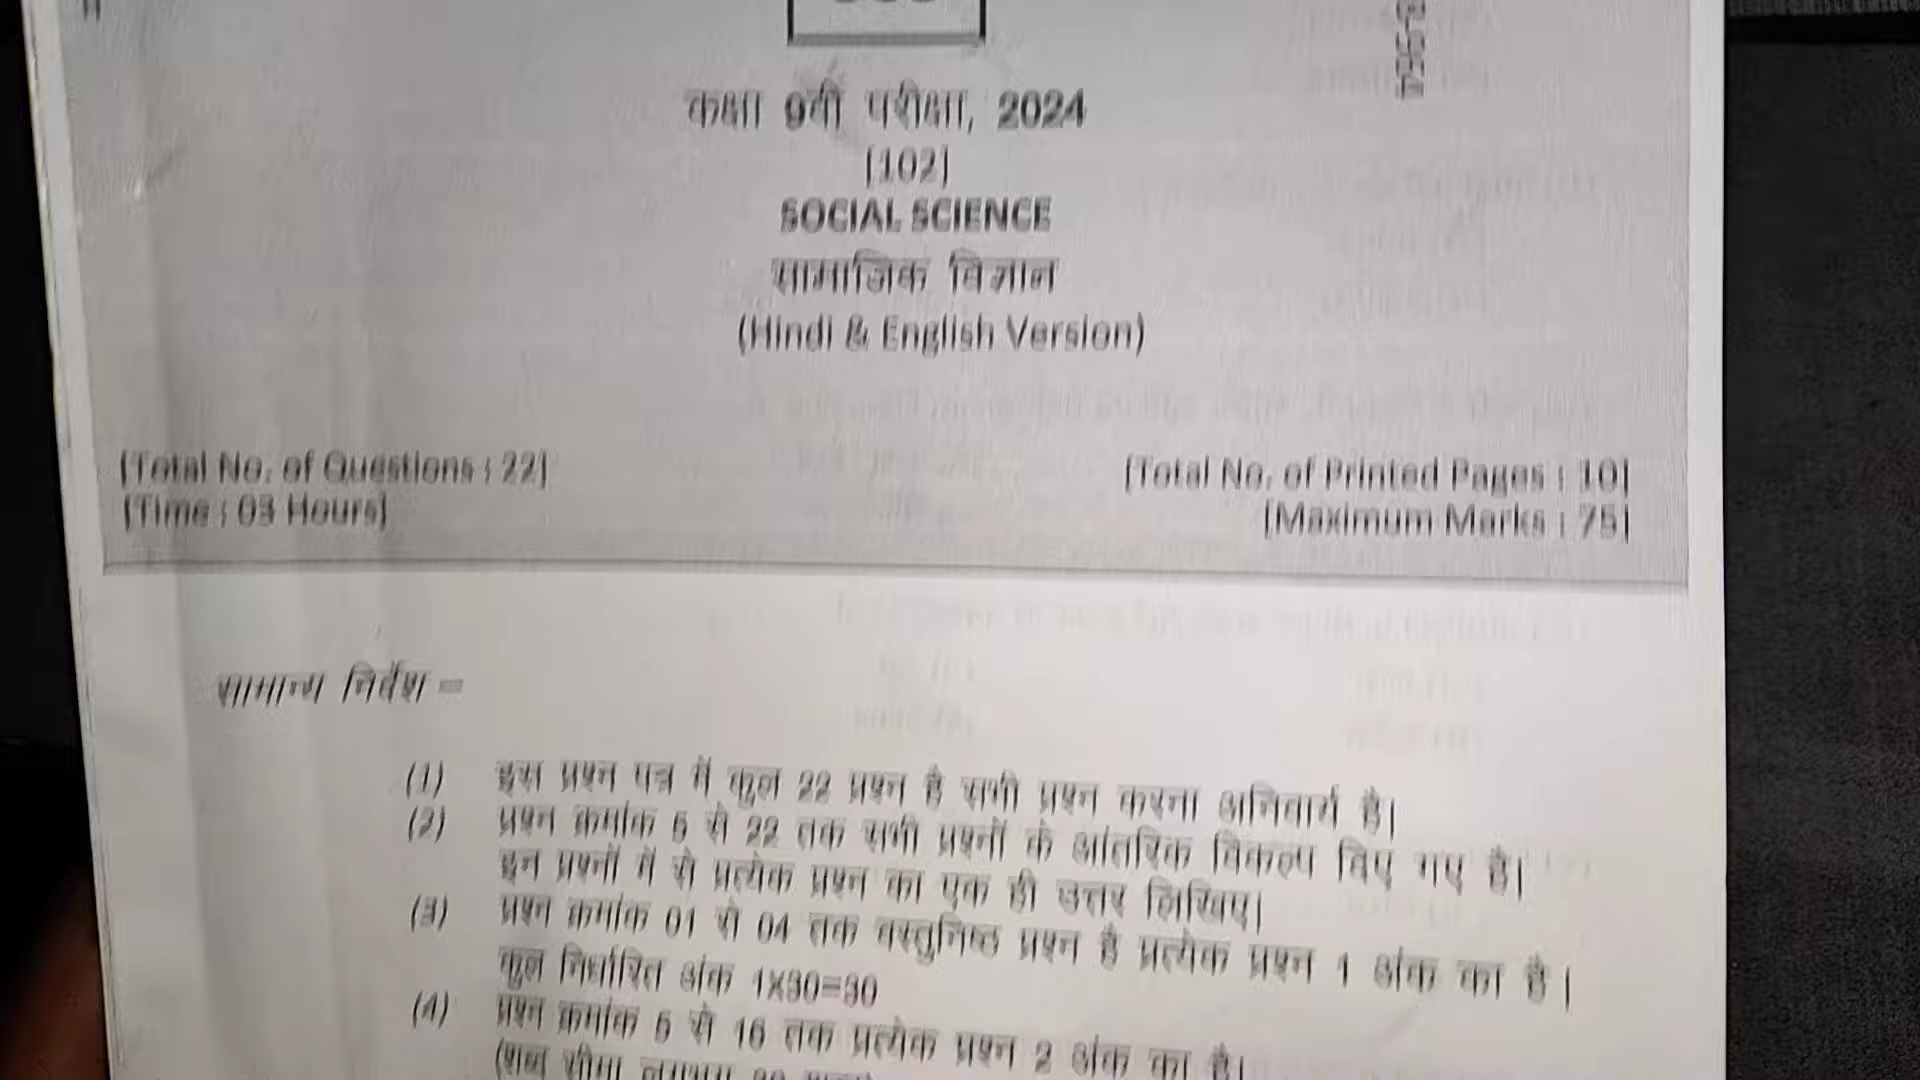 कक्षा 9वी परीक्षा, 2024
[102]
SOCIAL SCIENCE
सामाजिक विज्ञान
(Hindi & English Version)
[Total No. of Questions : 22]
[Total No. of Printed Pages : 10]
[Time : 03 Hours]
[Maximum Marks : 75]
सामान्य निर्देश –
(1) इस प्रश्न पत्र में कुल 22 प्रश्न है सभी प्रश्न करना अनिवार्य है।
(2) प्रश्न क्रमांक 5 से 22 तक सभी प्रश्नों के आंतरिक विकल्प दिए गए है।
इन प्रश्नों में से प्रत्येक प्रश्न का एक ही उत्तर लिखिए।
(3) प्रश्न क्रमांक 01 से 04 तक वस्तुनिष्ठ प्रश्न है प्रत्येक प्रश्न 1 अंक का है।
कुल निर्धारित अंक 1X30=30
(4) प्रश्न क्रमांक 5 से 16 तक प्रत्येक प्रश्न 2 अंक का है।
(शब्द सीमा लगभग 30